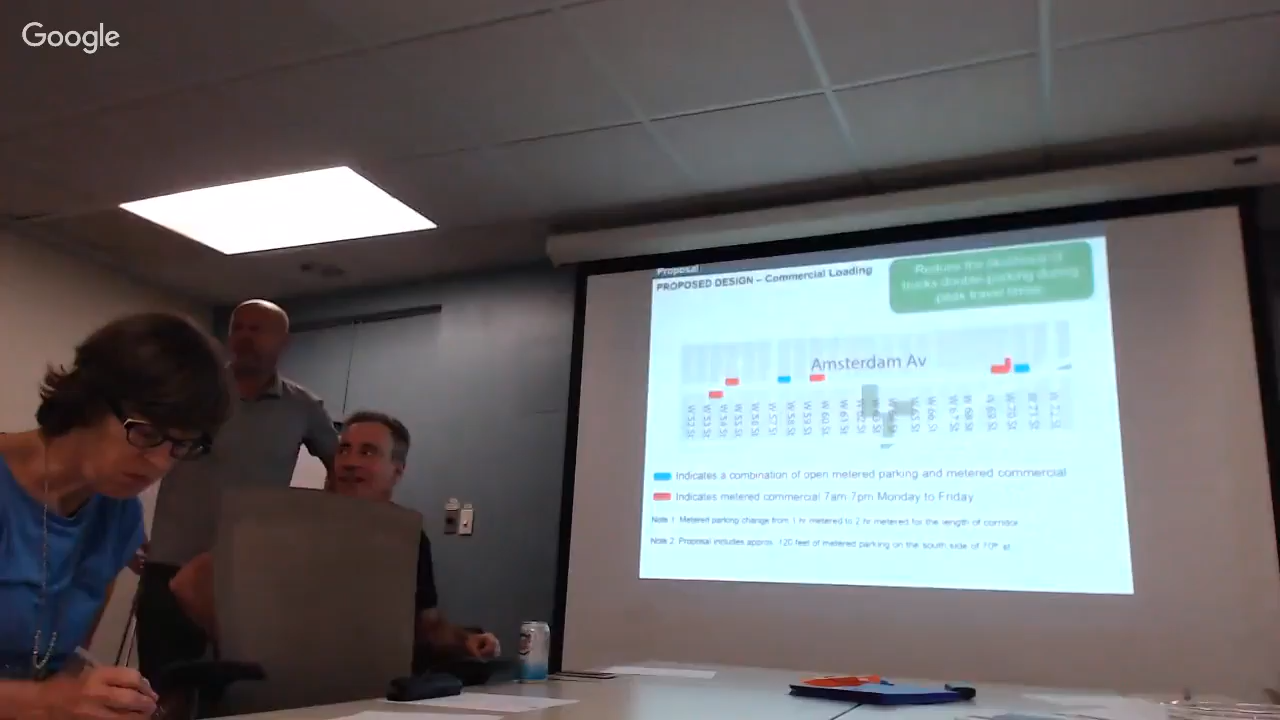 Google
Proposal
PROPOSED DESIGN – Commercial Loading
Reduce the likelihood of
trucks double-parking during
peak travel times
Amsterdam Av
W 52 St
W 53 St
W 54 St
W 55 St
W 56 St
W 57 St
W 58 St
W 59 St
W 60 St
W 61 St
W 65 St
W 66 St
W 67 St
W 68 St
W 69 St
W 70 St
W 71 St
W 72 St
Indicates a combination of open metered parking and metered commercial
Indicates metered commercial 7am 7pm Monday to Friday
Note 1: Metered parking change from 1 hr metered to 2 hr metered for the length of corridor
Note 2: Proposal includes approx. 120 feet of metered parking on the south side of 70th st